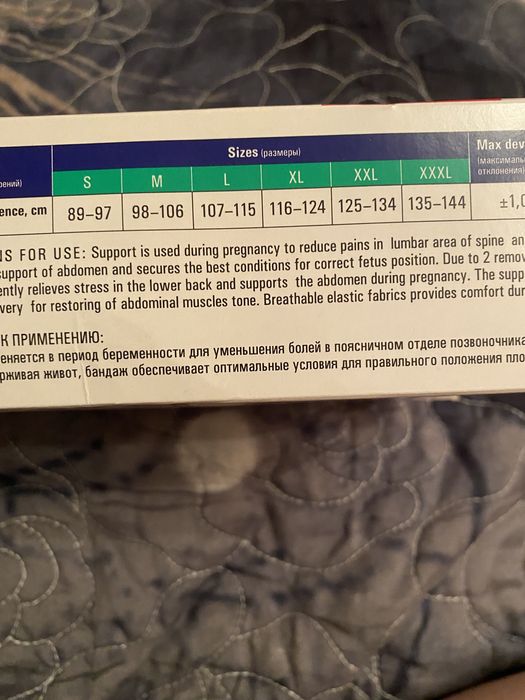 Sizes (размеры)
Max dev
(максималь
отклонения)
рений)
S M L XL XXL XXXL
ence, cm 89–97 98–106 107–115 116–124 125–134 135–144 ±1,0
NS FOR USE: Support is used during pregnancy to reduce pains in lumbar area of spine an
support of abdomen and secures the best conditions for correct fetus position. Due to 2 remov
ently relieves stress in the lower back and supports the abdomen during pregnancy. The supp
very for restoring of abdominal muscles tone. Breathable elastic fabrics provides comfort dur
К ПРИМЕНЕНИЮ:
еняется в период беременности для уменьшения болей в поясничном отделе позвоночника
рживая живот, бандаж обеспечивает оптимальные условия для правильного положения пло